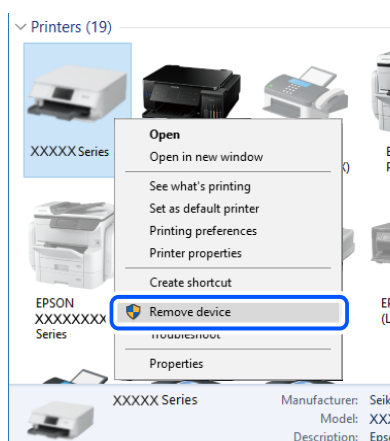 Printers (19)
XXXXX Series
Open
Open in new window
See what's printing
Set as default printer
Printing preferences
Printer properties
Create shortcut
Remove device
Troubleshoot
Properties
EPSON
XXXXXXXX
Series
XXXXX Series
Manufacturer:
Model:
Description: